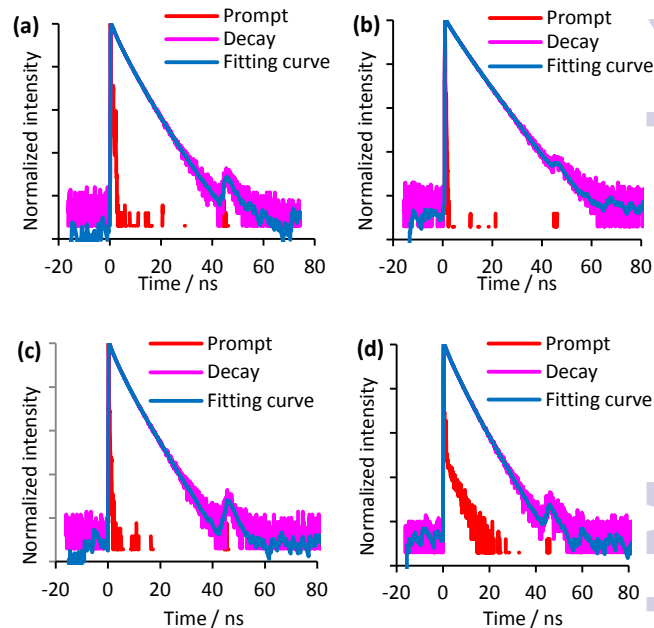 (a)
Prompt
Decay
Fitting curve
Normalized intensity
-20 0 20 40 60 80
Time / ns
(b)
Prompt
Decay
Fitting curve
Normalized intensity
-20 0 20 40 60 80
Time / ns
(c)
Prompt
Decay
Fitting curve
Normalized intensity
-20 0 20 40 60 80
Time / ns
(d)
Prompt
Decay
Fitting curve
Normalized intensity
-20 0 20 40 60 80
Time / ns